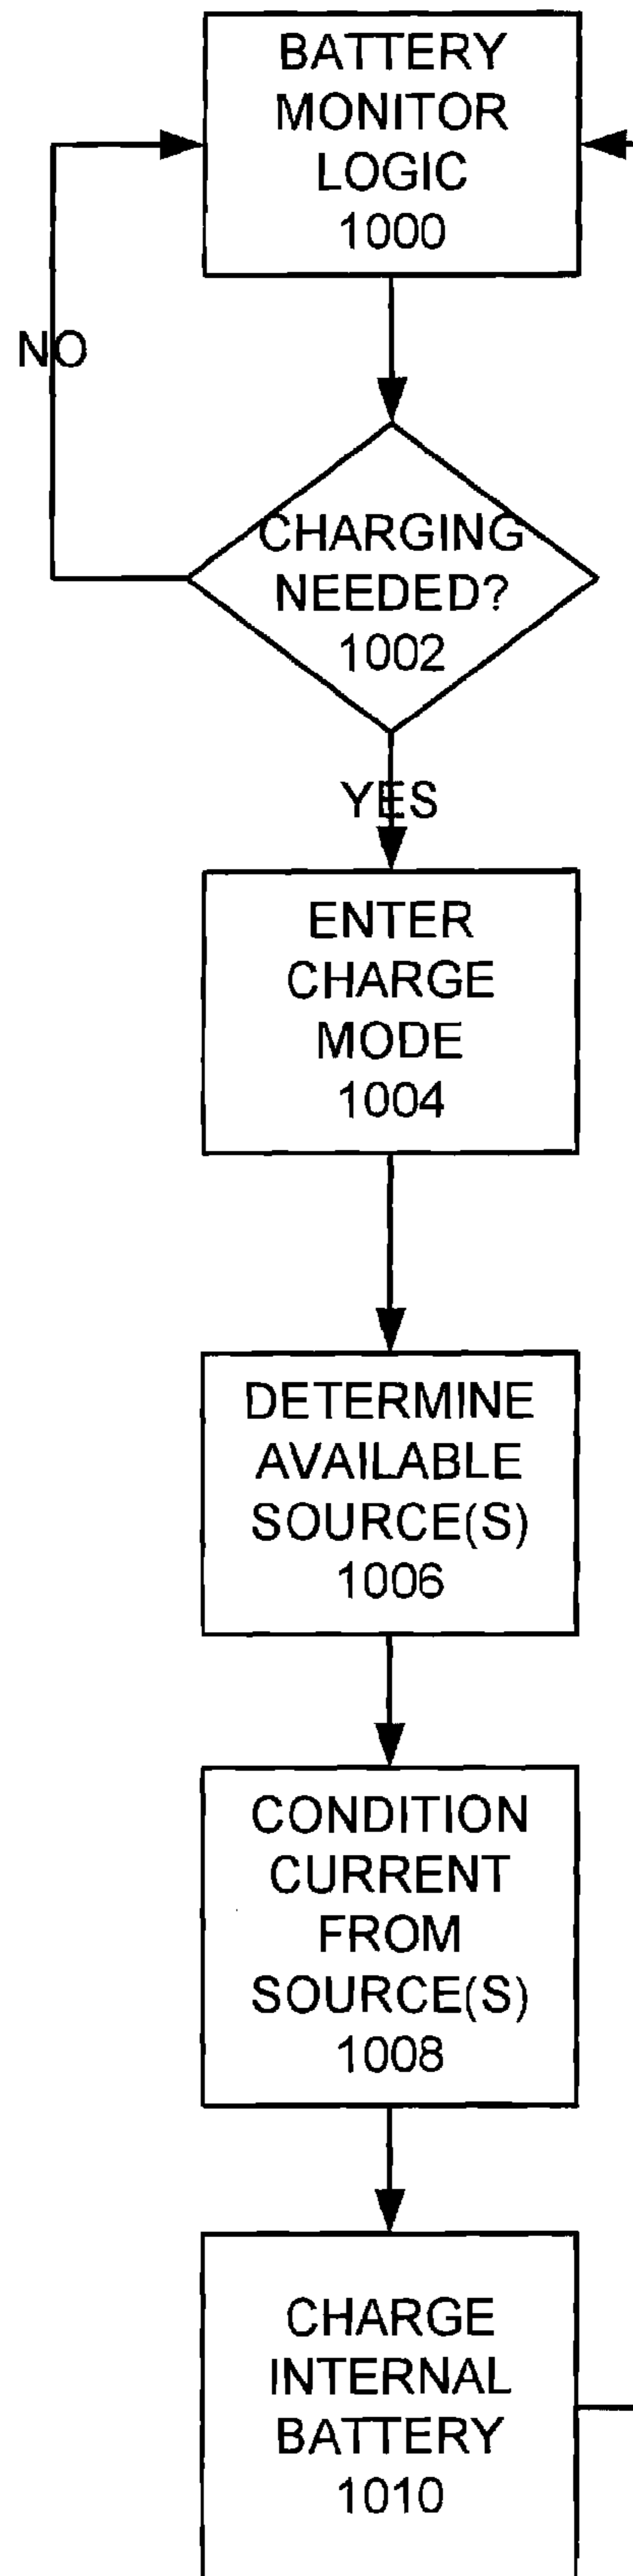 BATTERY
MONITOR
LOGIC
1000
NO
CHARGING
NEEDED?
1002
YES
ENTER
CHARGE
MODE
1004
DETERMINE
AVAILABLE
SOURCE(S)
1006
CONDITION
CURRENT
FROM
SOURCE(S)
1008
CHARGE
INTERNAL
BATTERY
1010